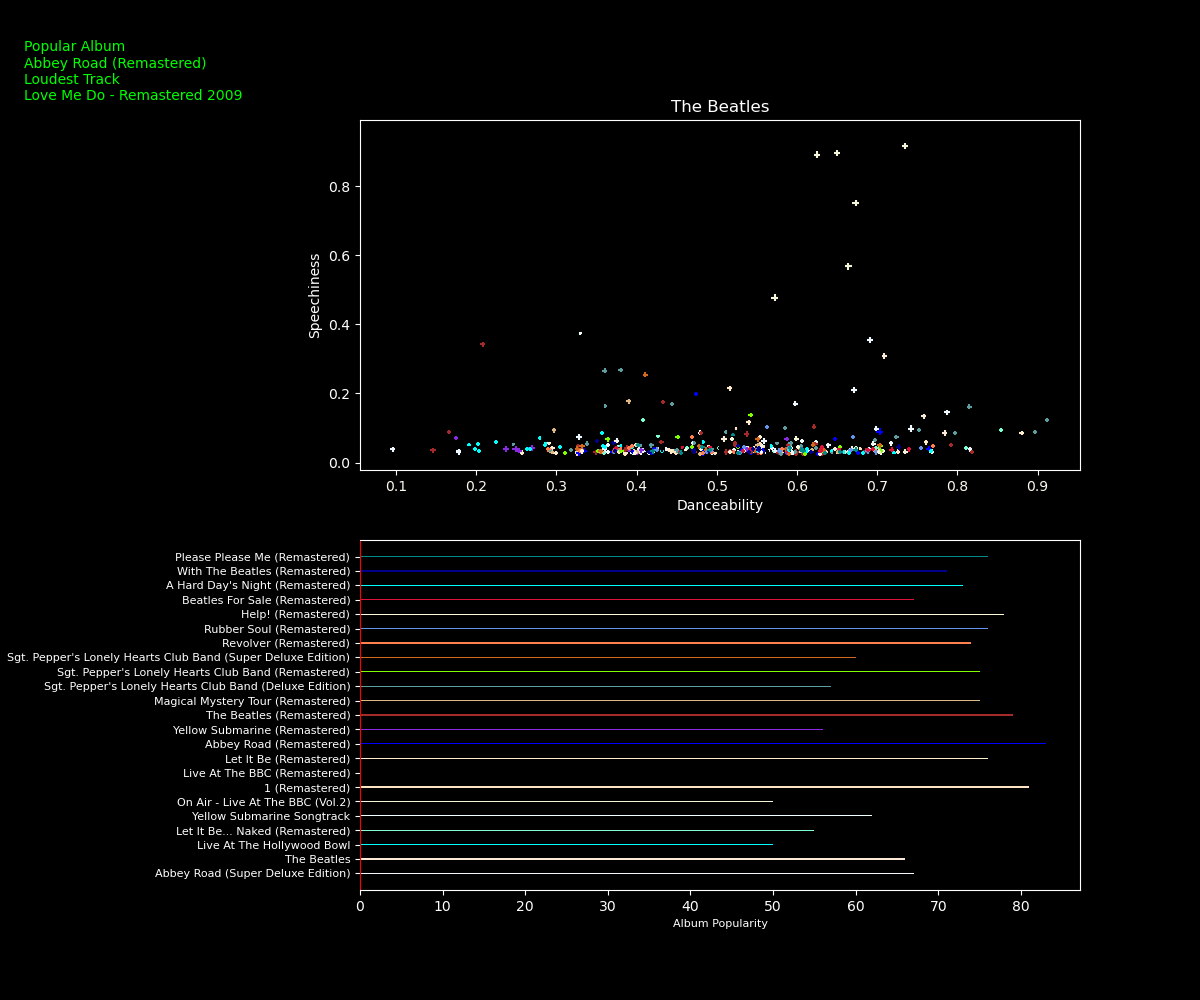 Popular Album
Abbey Road (Remastered)
Loudest Track
Love Me Do - Remastered 2009
The Beatles
Speechiness
0.8
0.6
0.4
0.2
0.0
0.1 0.2 0.3 0.4 0.5 0.6 0.7 0.8 0.9
Danceability
Please Please Me (Remastered)
With The Beatles (Remastered)
A Hard Day's Night (Remastered)
Beatles For Sale (Remastered)
Help! (Remastered)
Rubber Soul (Remastered)
Revolver (Remastered)
Sgt. Pepper's Lonely Hearts Club Band (Super Deluxe Edition)
Sgt. Pepper's Lonely Hearts Club Band (Remastered)
Sgt. Pepper's Lonely Hearts Club Band (Deluxe Edition)
Magical Mystery Tour (Remastered)
The Beatles (Remastered)
Yellow Submarine (Remastered)
Abbey Road (Remastered)
Let It Be (Remastered)
Live At The BBC (Remastered)
1 (Remastered)
On Air - Live At The BBC (Vol.2)
Yellow Submarine Songtrack
Let It Be... Naked (Remastered)
Live At The Hollywood Bowl
The Beatles
Abbey Road (Super Deluxe Edition)
0 10 20 30 40 50 60 70 80
Album Popularity